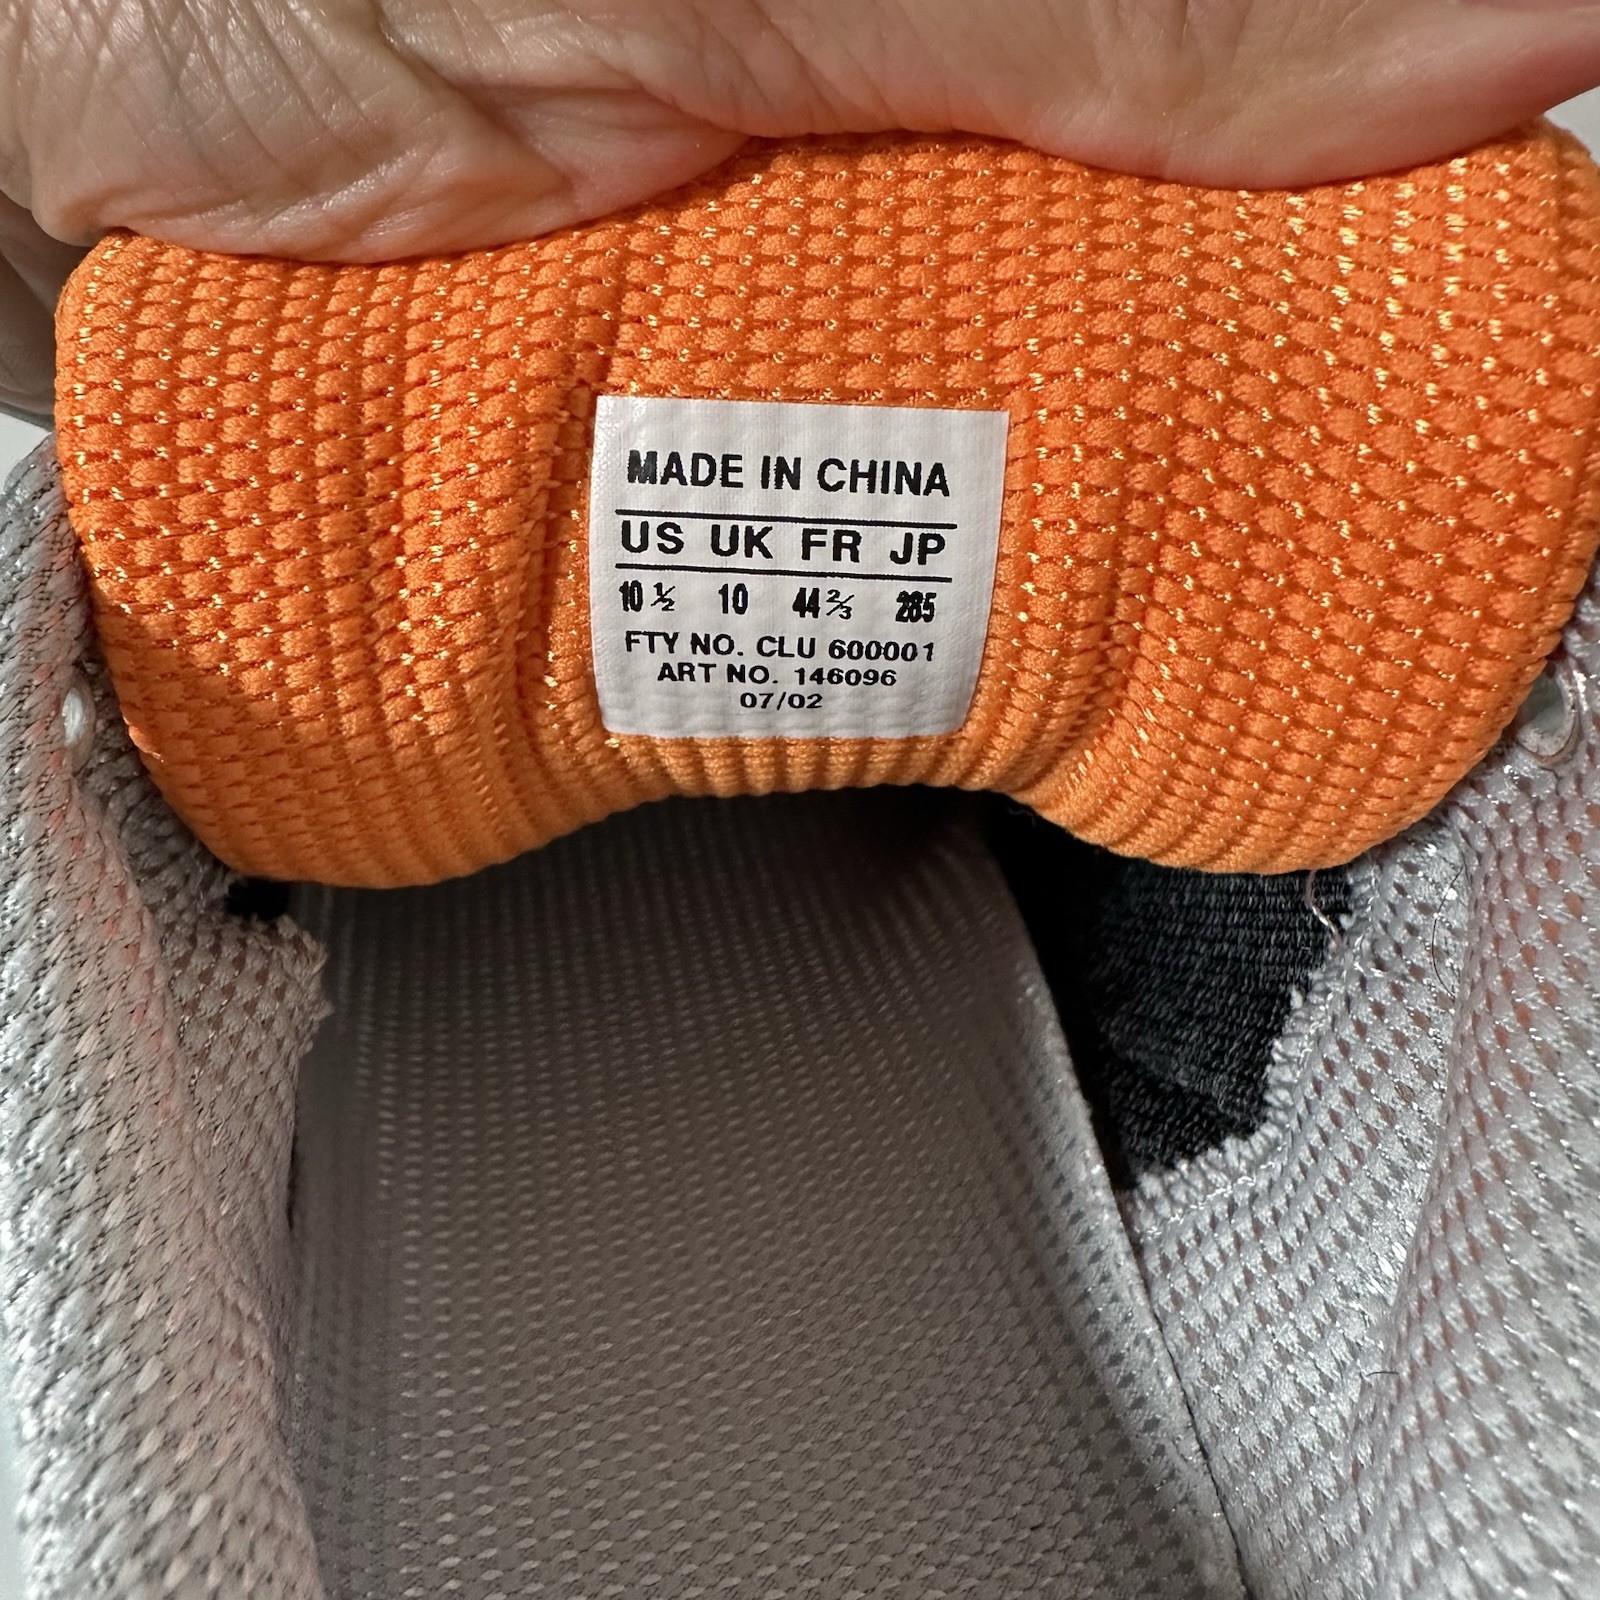 MADE IN CHINA
US UK FR JP
10 ½ 10 44 ⅔ 285
FTY NO. CLU 600001
ART NO. 146096
07/02